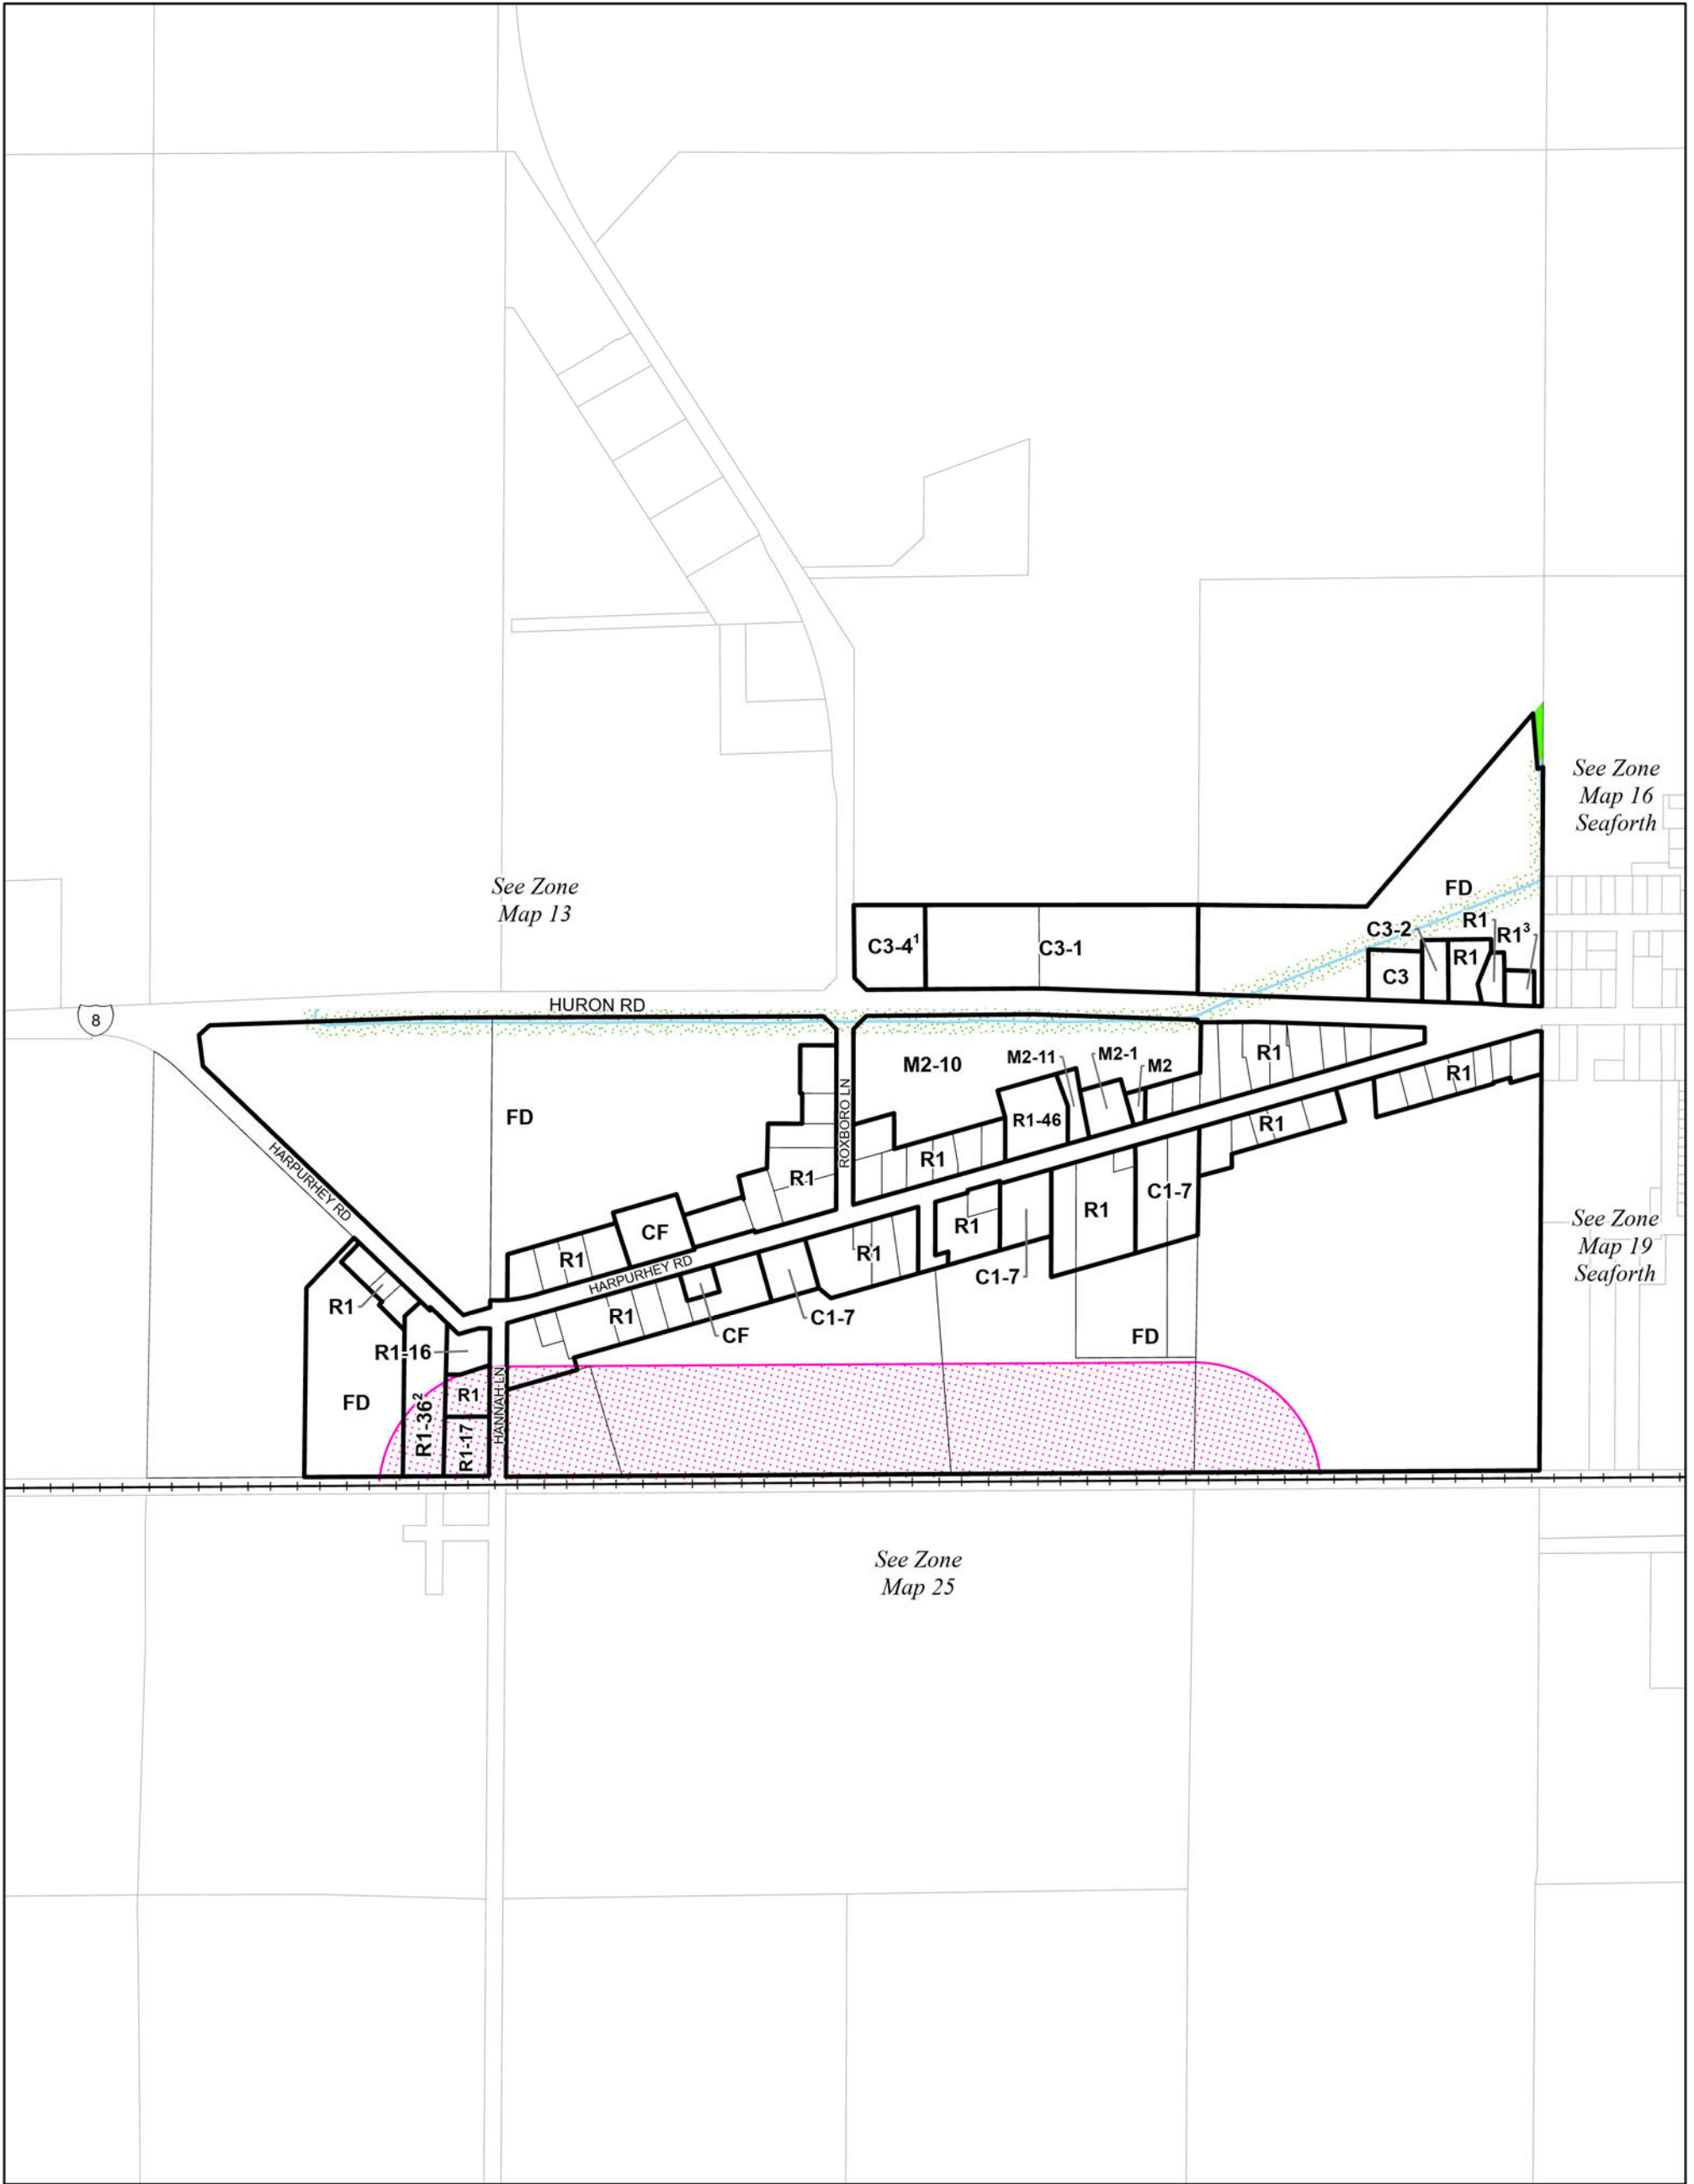 See Zone
Map 16
Seaforth
See Zone
Map 13
FD
C3-2
R1
R1³
C3-4¹
C3-1
R1
C3
8
HURON RD
M2-10
M2-11
M2-1
M2
R1
R1
FD
ROXBORO LN
R1-46
R1
HARPURHEY RD
R1
R1
C1-7
R1
R1
See Zone
Map 19
Seaforth
CF
R1
R1
R1
HARPURHEY RD
C1-7
R1
R1
C1-7
CF
FD
R1-16
FD
R1-36²
R1
HANNAH LN
R1-17
See Zone
Map 25